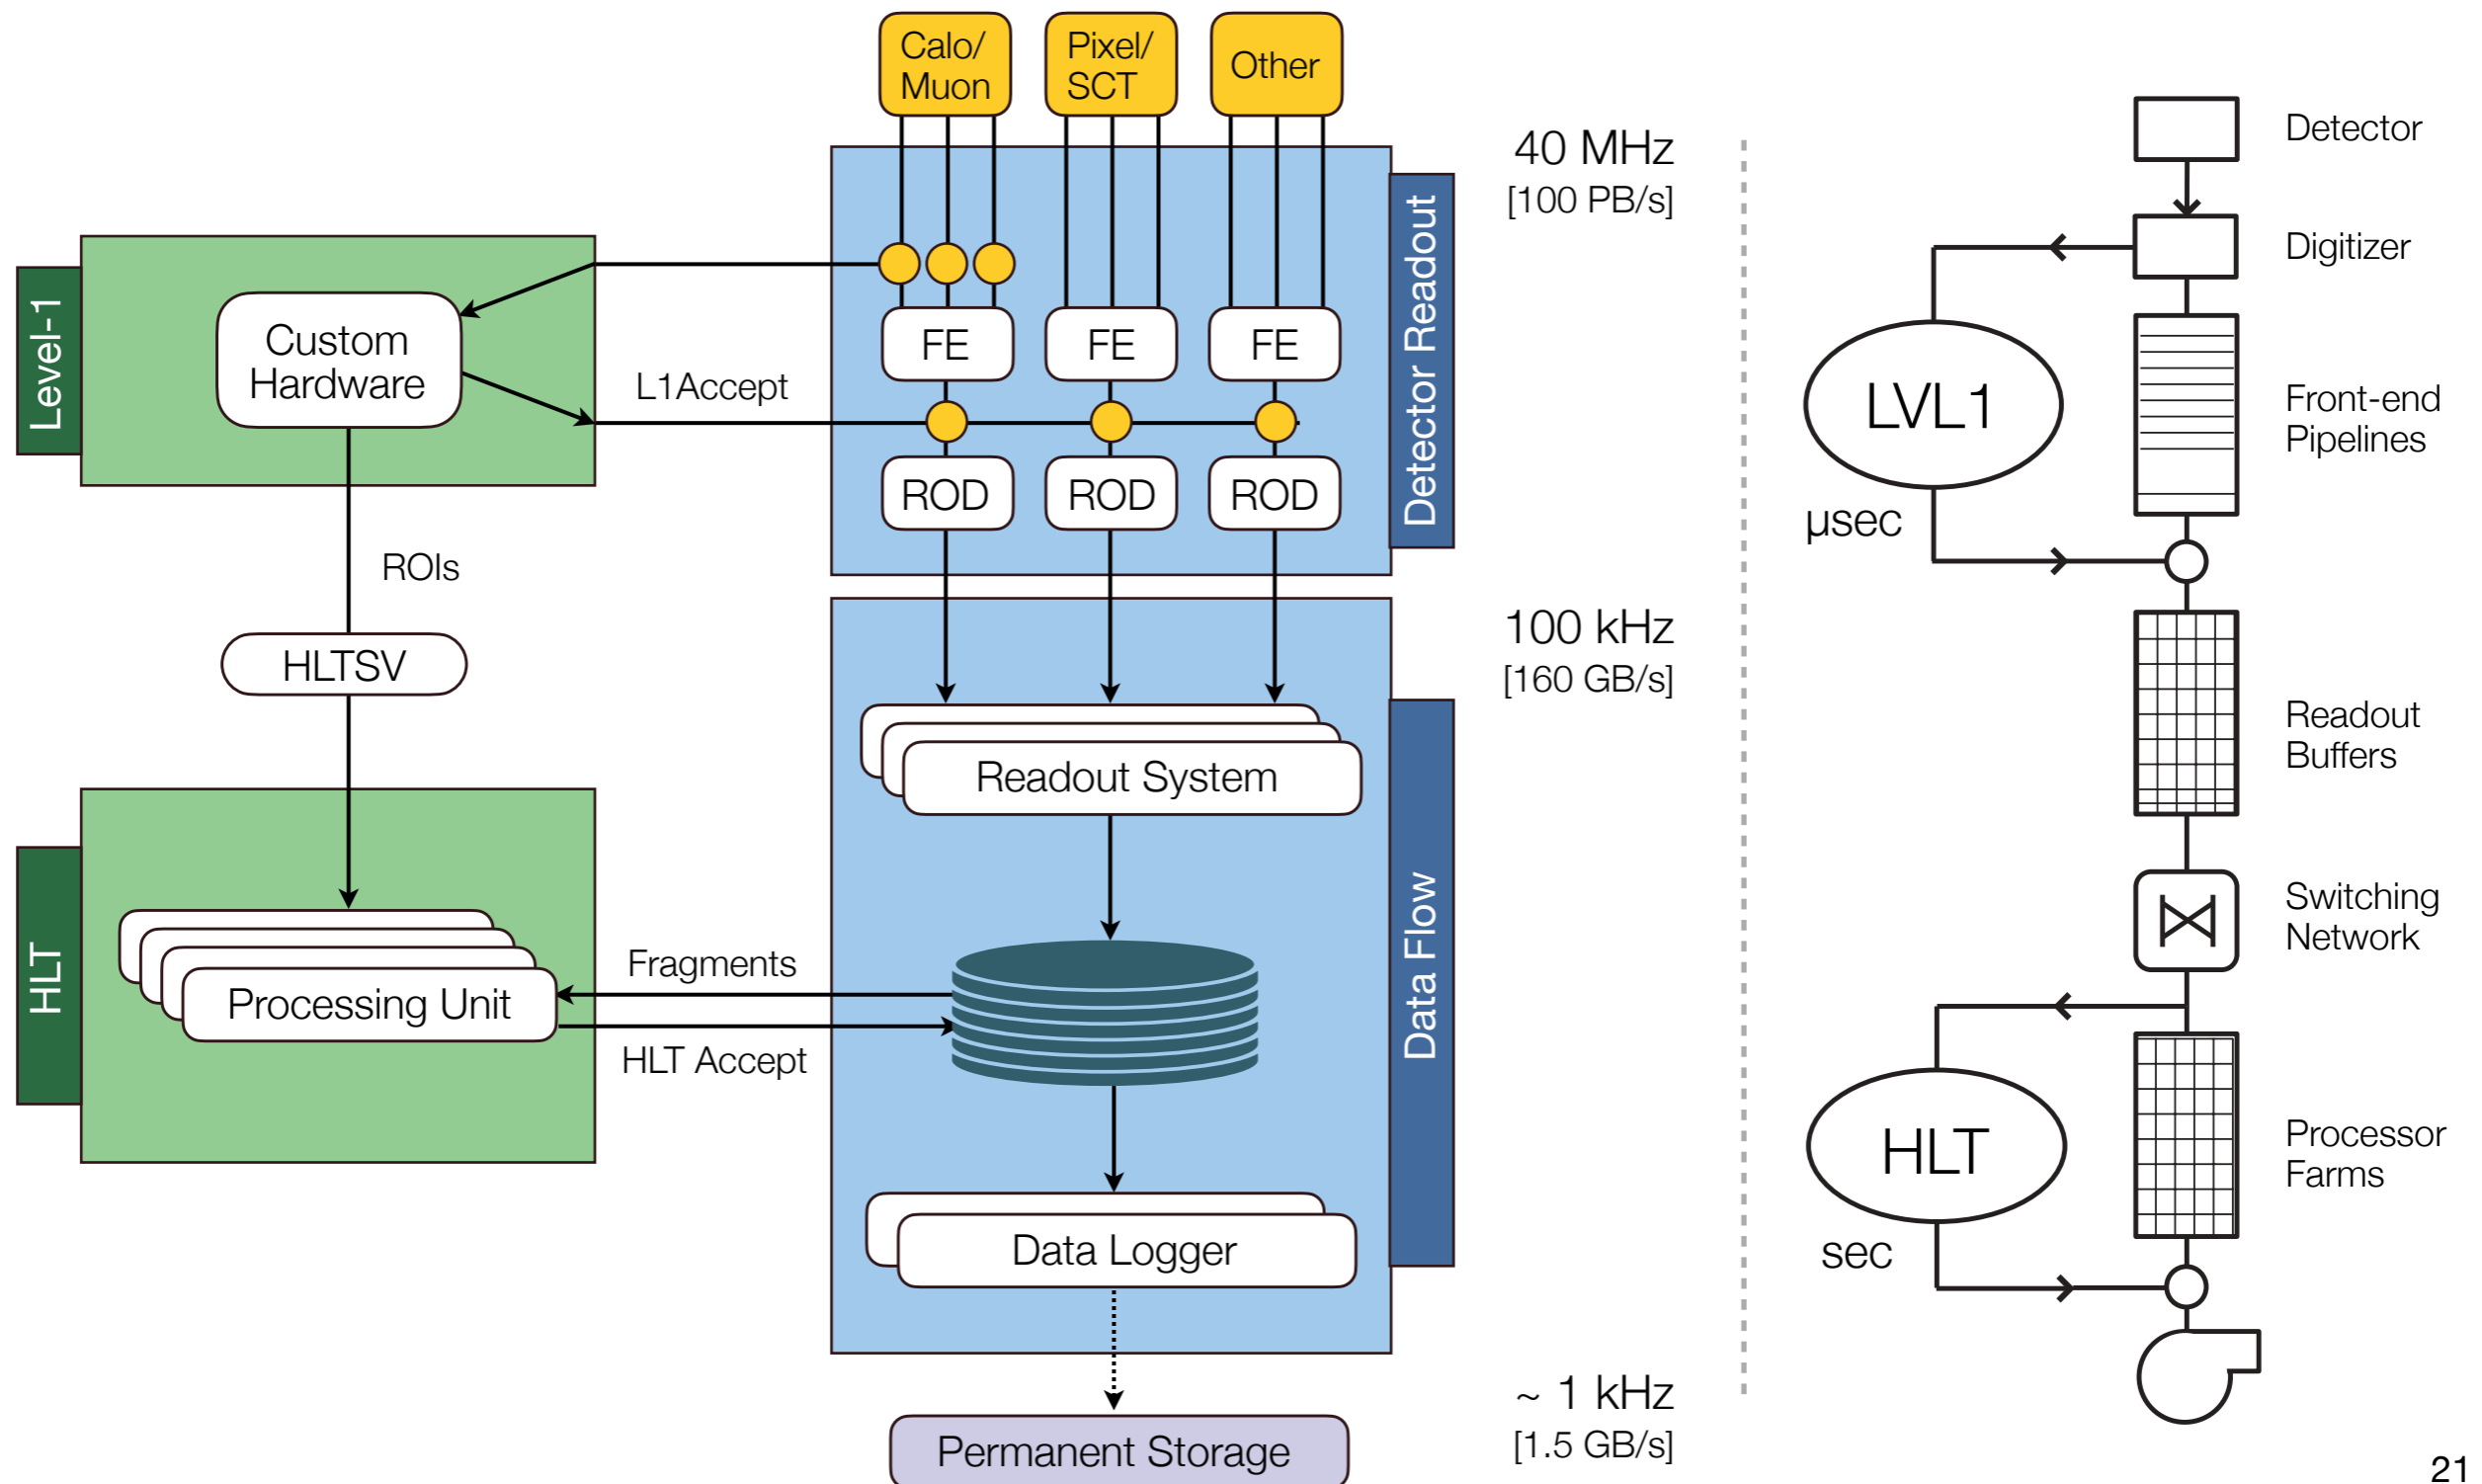 Calo/
Muon
Pixel/
SCT
Other
40 MHz
[100 PB/s]
Detector Readout
Level-1
Custom
Hardware
L1Accept
FE
FE
FE
ROD
ROD
ROD
ROIs
HLTSV
100 kHz
[160 GB/s]
Readout System
HLT
Processing Unit
Fragments
HLT Accept
Data Flow
Data Logger
~ 1 kHz
[1.5 GB/s]
Permanent Storage
Detector
Digitizer
LVL1
µsec
Front-end
Pipelines
Readout
Buffers
Switching
Network
HLT
sec
Processor
Farms
21